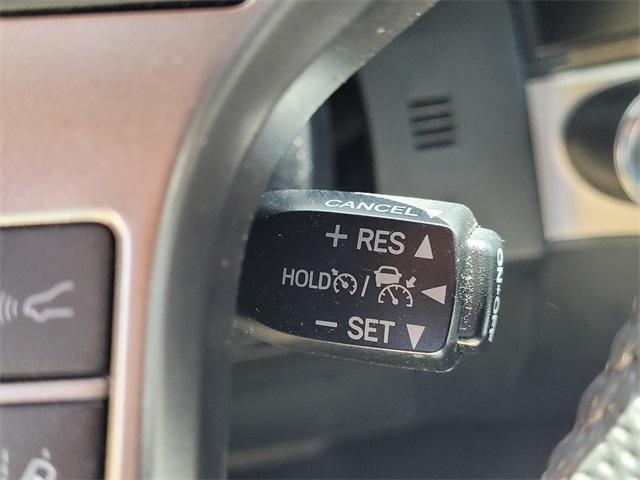 CANCEL
+ RES
HOLD /
- SET
ON·OFF